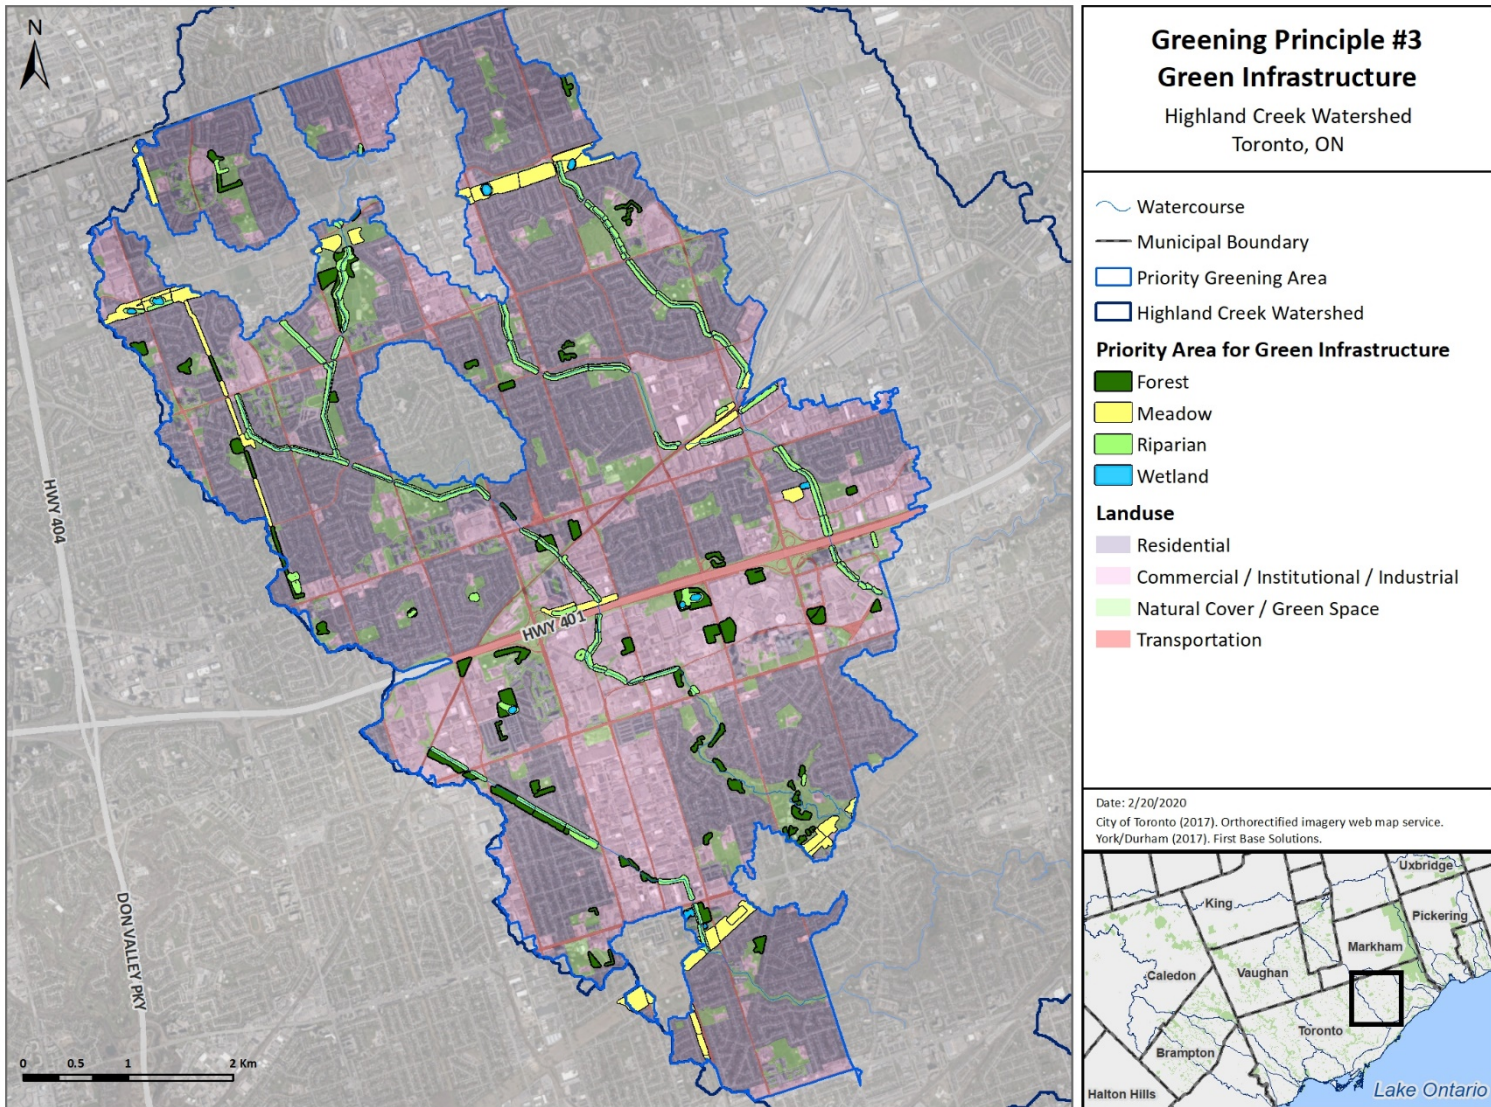 N
HWY 404
HWY 401
DON VALLEY PKY
0 0.5 1 2 Km
Greening Principle #3
Green Infrastructure
Highland Creek Watershed
Toronto, ON
Watercourse
Municipal Boundary
Priority Greening Area
Highland Creek Watershed
Priority Area for Green Infrastructure
Forest
Meadow
Riparian
Wetland
Landuse
Residential
Commercial / Institutional / Industrial
Natural Cover / Green Space
Transportation
Date: 2/20/2020
City of Toronto (2017). Orthorectified imagery web map service.
York/Durham (2017). First Base Solutions.
Uxbridge
King
Pickering
Markham
Vaughan
Caledon
Toronto
Brampton
Halton Hills
Lake Ontario